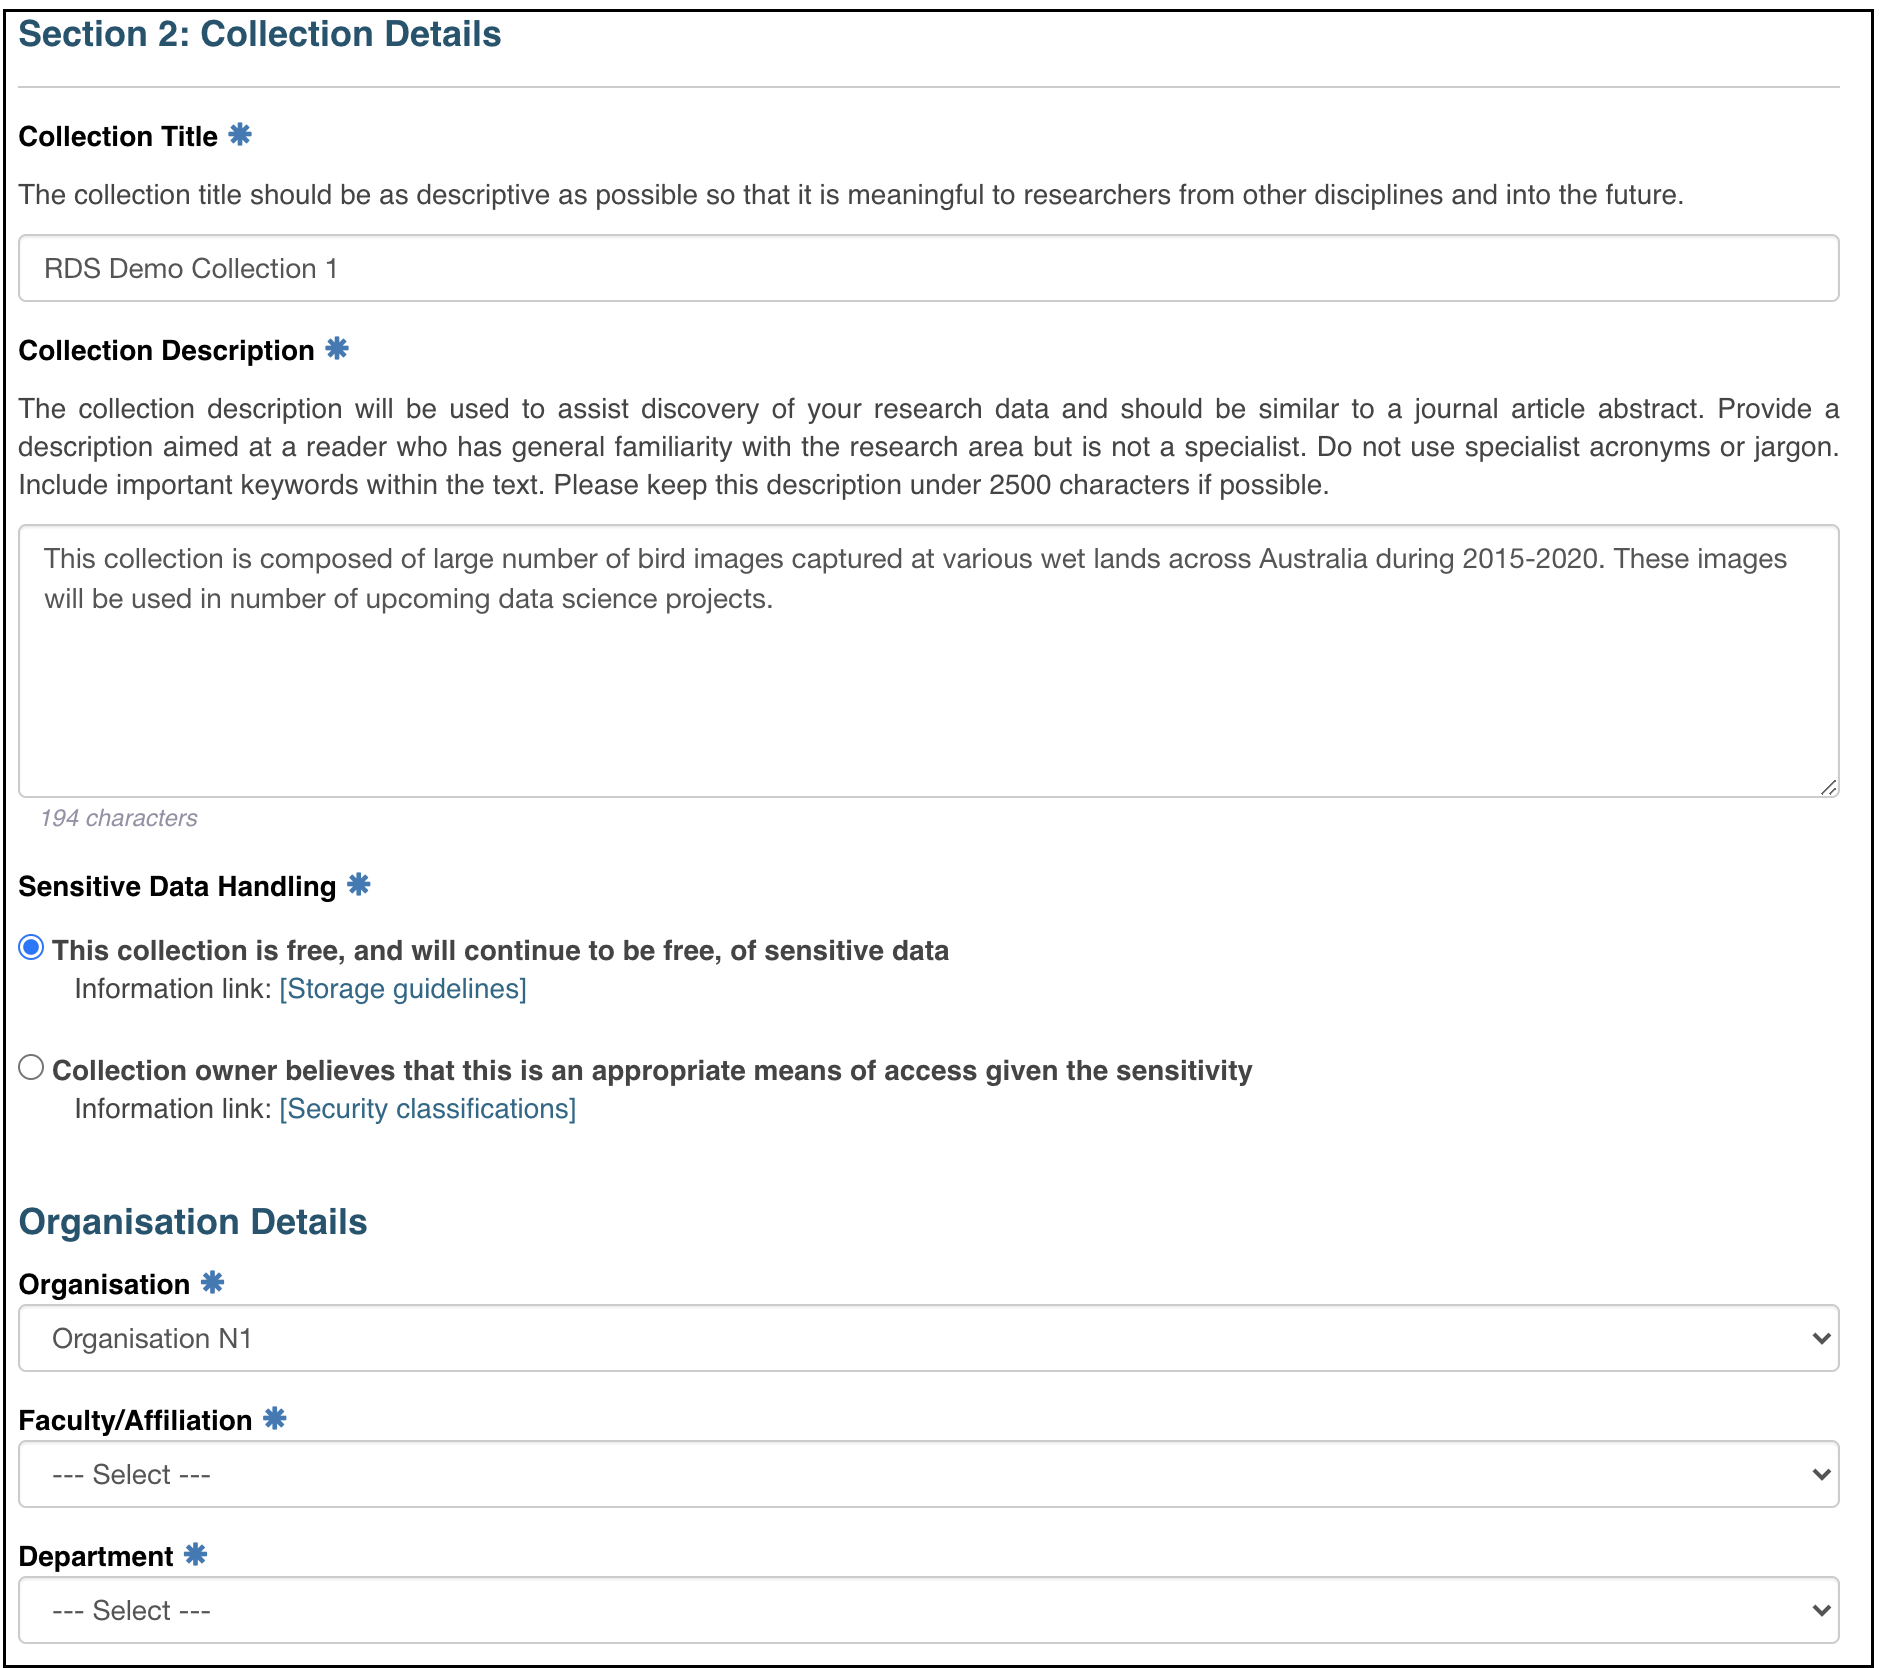 Section 2: Collection Details
Collection Title ✱
The collection title should be as descriptive as possible so that it is meaningful to researchers from other disciplines and into the future.
RDS Demo Collection 1
Collection Description ✱
The collection description will be used to assist discovery of your research data and should be similar to a journal article abstract. Provide a
description aimed at a reader who has general familiarity with the research area but is not a specialist. Do not use specialist acronyms or jargon.
Include important keywords within the text. Please keep this description under 2500 characters if possible.
This collection is composed of large number of bird images captured at various wet lands across Australia during 2015-2020. These images
will be used in number of upcoming data science projects.
194 characters
Sensitive Data Handling ✱
This collection is free, and will continue to be free, of sensitive data
Information link: [Storage guidelines]
Collection owner believes that this is an appropriate means of access given the sensitivity
Information link: [Security classifications]
Organisation Details
Organisation ✱
Organisation N1
Faculty/Affiliation ✱
--- Select ---
Department ✱
--- Select ---